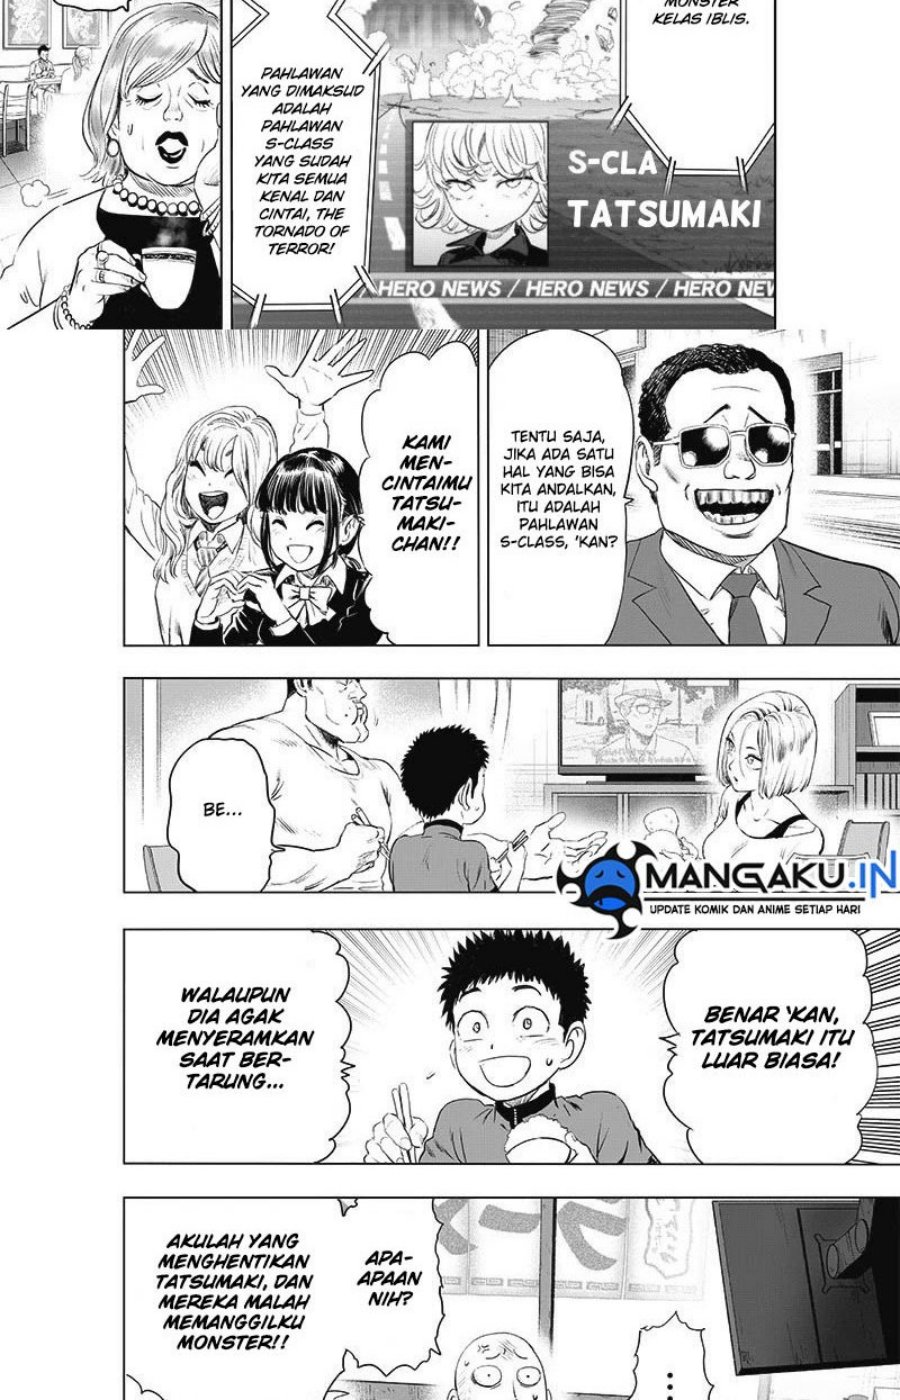 MONSTER
KELAS IBLIS.
PAHLAWAN
YANG DIMAKSUD
ADALAH
PAHLAWAN
S-CLASS
YANG SUDAH
KITA SEMUA
KENAL DAN
CINTAI, THE
TORNADO OF
TERROR!
S-CLA
TATSUMAKI
/ HERO NEWS / HERO NEWS / HERO NEWS
TENTU SAJA,
JIKA ADA SATU
HAL YANG BISA
KITA ANDALKAN,
ITU ADALAH
PAHLAWAN
S-CLASS, 'KAN?
KAMI
MEN-
CINTAIMU
TATSU-
MAKI-
CHAN!!
BE...
MANGAKU.IN
UPDATE KOMIK DAN ANIME SETIAP HARI
BENAR 'KAN,
TATSUMAKI ITU
LUAR BIASA!
WALAUPUN
DIA AGAK
MENYERAMKAN
SAAT BER-
TARUNG...
APA-
APAAN
NIH?
AKULAH YANG
MENGHENTIKAN
TATSUMAKI, DAN
MEREKA MALAH
MEMANGGILKU
MONSTER!!
...